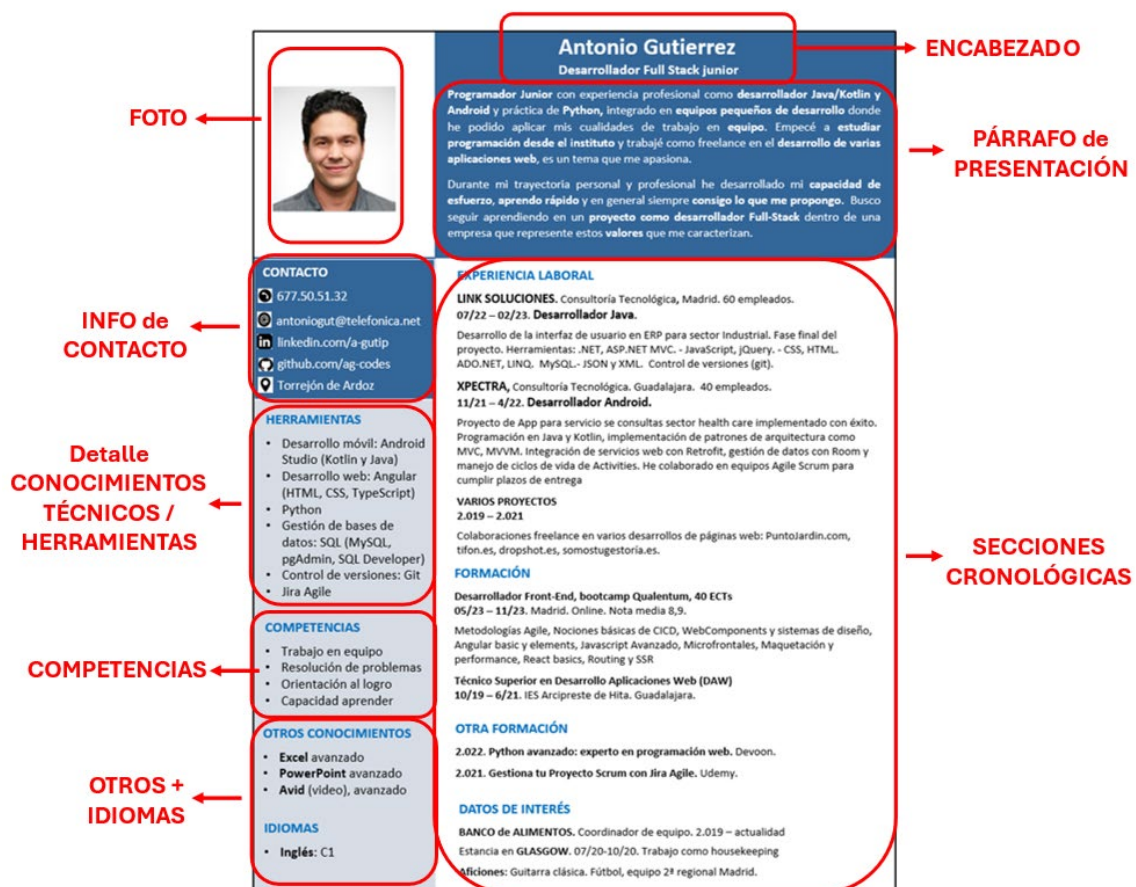 Antonio Gutierrez
Desarrollador Full Stack junior
ENCABEZADO
FOTO
Programador Junior con experiencia profesional como desarrollador Java/Kotlin y
Android y práctica de Python, integrado en equipos pequeños de desarrollo donde
he podido aplicar mis cualidades de trabajo en equipo. Empecé a estudiar
programación desde el instituto y trabajé como freelance en el desarrollo de varias
aplicaciones web, es un tema que me apasiona.
Durante mi trayectoria personal y profesional he desarrollado mi capacidad de
esfuerzo, aprendo rápido y en general siempre consigo lo que me propongo. Busco
seguir aprendiendo en un proyecto como desarrollador Full-Stack dentro de una
empresa que represente estos valores que me caracterizan.
PÁRRAFO de
PRESENTACIÓN
INFO de
CONTACTO
CONTACTO
677.50.51.32
antoniogut@telefonica.net
linkedin.com/a-gutip
github.com/ag-codes
Torrejón de Ardoz
Detalle
CONOCIMIENTOS
TÉCNICOS /
HERRAMIENTAS
HERRAMIENTAS
• Desarrollo móvil: Android
Studio (Kotlin y Java)
• Desarrollo web: Angular
(HTML, CSS, TypeScript)
• Python
• Gestión de bases de
datos: SQL (MySQL,
pgAdmin, SQL Developer)
• Control de versiones: Git
• Jira Agile
COMPETENCIAS
COMPETENCIAS
• Trabajo en equipo
• Resolución de problemas
• Orientación al logro
• Capacidad aprender
OTROS +
IDIOMAS
OTROS CONOCIMIENTOS
• Excel avanzado
• PowerPoint avanzado
• Avid (video), avanzado
IDIOMAS
• Inglés: C1
EXPERIENCIA LABORAL
LINK SOLUCIONES. Consultoría Tecnológica, Madrid. 60 empleados.
07/22 – 02/23. Desarrollador Java.
Desarrollo de la interfaz de usuario en ERP para sector Industrial. Fase final del
proyecto. Herramientas: .NET, ASP.NET MVC. - JavaScript, jQuery. - CSS, HTML.
ADO.NET, LINQ. MySQL.- JSON y XML. Control de versiones (git).
XPECTRA, Consultoría Tecnológica. Guadalajara. 40 empleados.
11/21 – 4/22. Desarrollador Android.
Proyecto de App para servicio se consultas sector health care implementado con éxito.
Programación en Java y Kotlin, implementación de patrones de arquitectura como
MVC, MVVM. Integración de servicios web con Retrofit, gestión de datos con Room y
manejo de ciclos de vida de Activities. He colaborado en equipos Agile Scrum para
cumplir plazos de entrega
VARIOS PROYECTOS
2.019 – 2.021
Colaboraciones freelance en varios desarrollos de páginas web: PuntoJardin.com,
tifon.es, dropshot.es, somostugestoría.es.
FORMACIÓN
Desarrollador Front-End, bootcamp Qualentum, 40 ECTs
05/23 – 11/23. Madrid. Online. Nota media 8,9.
Metodologías Agile, Nociones básicas de CICD, WebComponents y sistemas de diseño,
Angular basic y elements, Javascript Avanzado, Microfrontales, Maquetación y
performance, React basics, Routing y SSR
Técnico Superior en Desarrollo Aplicaciones Web (DAW)
10/19 – 6/21. IES Arcipreste de Hita. Guadalajara.
OTRA FORMACIÓN
2.022. Python avanzado: experto en programación web. Devoon.
2.021. Gestiona tu Proyecto Scrum con Jira Agile. Udemy.
DATOS DE INTERÉS
BANCO de ALIMENTOS. Coordinador de equipo. 2.019 – actualidad
Estancia en GLASGOW. 07/20-10/20. Trabajo como housekeeping
Aficiones: Guitarra clásica. Fútbol, equipo 2ª regional Madrid.
SECCIONES
CRONOLÓGICAS